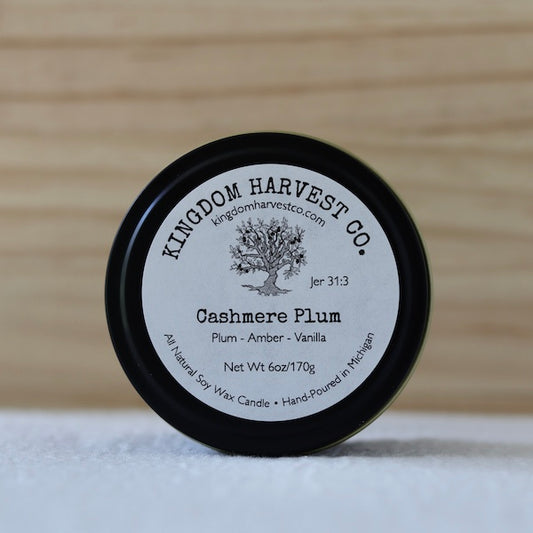 KINGDOM HARVEST CO.
kingdomharvestco.com
Jer 31:3
Cashmere Plum
Plum - Amber - Vanilla
Net Wt 6oz/170g
All Natural Soy Wax Candle • Hand-Poured in Michigan